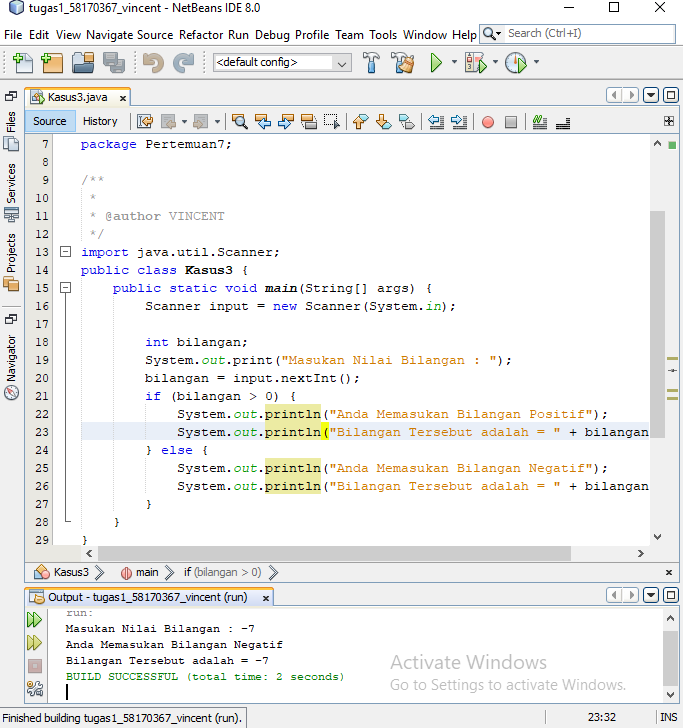 tugas1_58170367_vincent - NetBeans IDE 8.0
File Edit View Navigate Source Refactor Run Debug Profile Team Tools Window Help Search (Ctrl+I)
<default config>
Kasus3.java x
Source History
Files
Services
Projects
Navigator
7 package Pertemuan7;
8
9 /**
10 *
11 * @author VINCENT
12 */
13 import java.util.Scanner;
14 public class Kasus3 {
15 public static void main(String[] args) {
16 Scanner input = new Scanner(System.in);
17
18 int bilangan;
19 System.out.print("Masukan Nilai Bilangan : ");
20 bilangan = input.nextInt();
21 if (bilangan > 0) {
22 System.out.println("Anda Memasukan Bilangan Positif");
23 System.out.println("Bilangan Tersebut adalah = " + bilangan
24 } else {
25 System.out.println("Anda Memasukan Bilangan Negatif");
26 System.out.println("Bilangan Tersebut adalah = " + bilangan
27 }
28 }
29 }
Kasus3 main if (bilangan > 0)
Output - tugas1_58170367_vincent (run) x
run:
Masukan Nilai Bilangan : -7
Anda Memasukan Bilangan Negatif
Bilangan Tersebut adalah = -7
BUILD SUCCESSFUL (total time: 2 seconds)
Activate Windows
Go to Settings to activate Windows.
Finished building tugas1_58170367_vincent (run). 23:32 INS